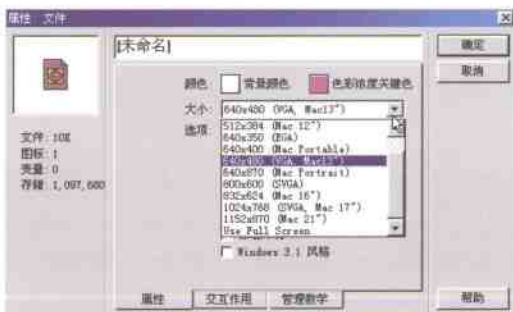 属性 文件
[未命名]
确定
取消
颜色: 背景颜色 色彩浓度关键色
大小: 640x480 (VGA, Mac13")
选项:
512x384 (Mac 12")
640x350 (EGA)
640x400 (Mac Portable)
640x480 (VGA, Mac13")
640x870 (Mac Portrait)
800x600 (SVGA)
832x624 (Mac 16")
1024x768 (SVGA, Mac 17")
1152x870 (Mac 21")
Use Full Screen
Windows 3.1 风格
文件: 10K
图标: 1
变量: 0
存储: 1,097,680
属性
交互作用
管理教学
帮助